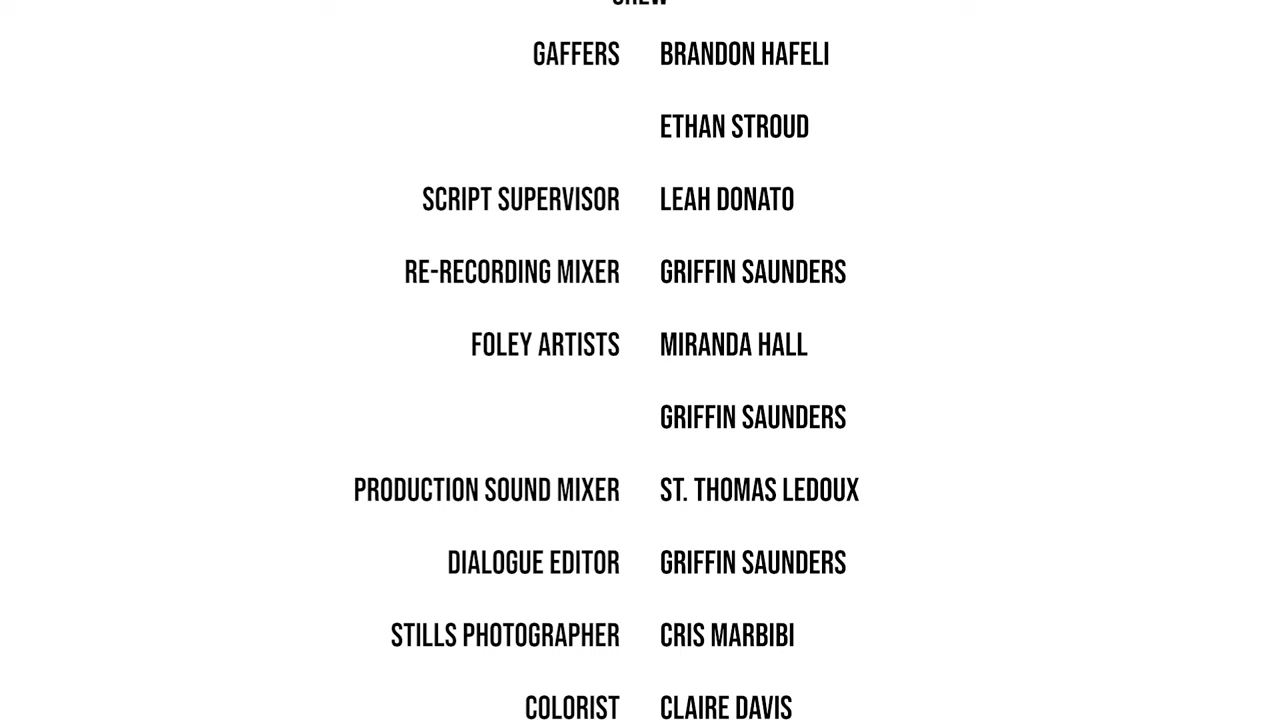 CREW
GAFFERS BRANDON HAFELI
ETHAN STROUD
SCRIPT SUPERVISOR LEAH DONATO
RE-RECORDING MIXER GRIFFIN SAUNDERS
FOLEY ARTISTS MIRANDA HALL
GRIFFIN SAUNDERS
PRODUCTION SOUND MIXER ST. THOMAS LEDOUX
DIALOGUE EDITOR GRIFFIN SAUNDERS
STILLS PHOTOGRAPHER CRIS MARBIBI
COLORIST CLAIRE DAVIS